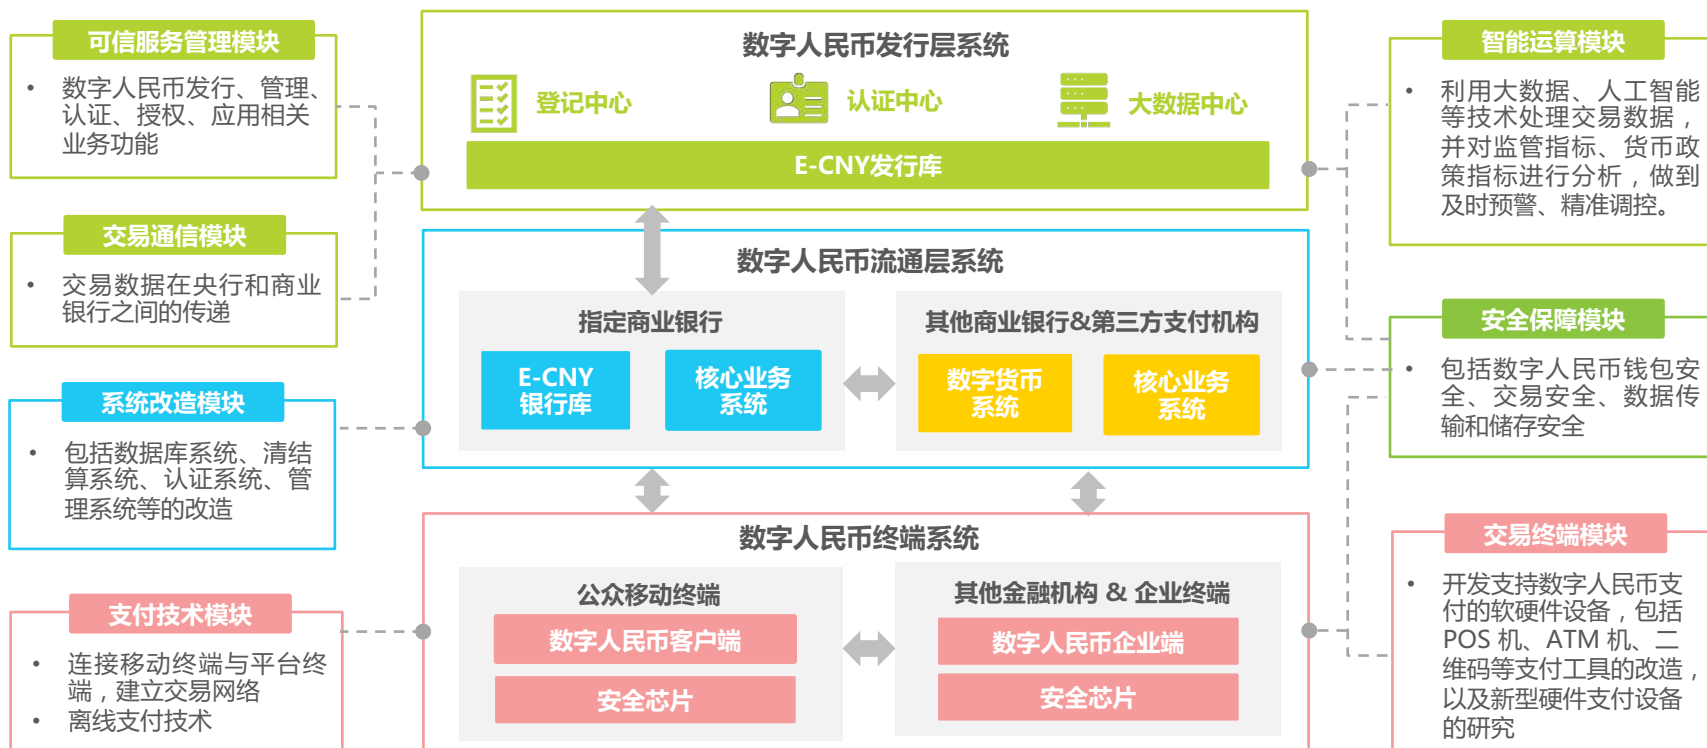 可信服务管理模块
• 数字人民币发行、管理、
认证、授权、应用相关
业务功能
交易通信模块
• 交易数据在央行和商业
银行之间的传递
系统改造模块
• 包括数据库系统、清结
算系统、认证系统、管
理系统等的改造
支付技术模块
• 连接移动终端与平台终
端，建立交易网络
• 离线支付技术
数字人民币发行层系统
登记中心
认证中心
大数据中心
E-CNY发行库
数字人民币流通层系统
指定商业银行
E-CNY
银行库
核心业务
系统
其他商业银行&第三方支付机构
数字货币
系统
核心业务
系统
数字人民币终端系统
公众移动终端
数字人民币客户端
安全芯片
其他金融机构 & 企业终端
数字人民币企业端
安全芯片
智能运算模块
• 利用大数据、人工智能
等技术处理交易数据，
并对监管指标、货币政
策指标进行分析，做到
及时预警、精准调控。
安全保障模块
• 包括数字人民币钱包安
全、交易安全、数据传
输和储存安全
交易终端模块
• 开发支持数字人民币支
付的软硬件设备，包括
POS 机、ATM 机、二
维码等支付工具的改造，
以及新型硬件支付设备
的研究